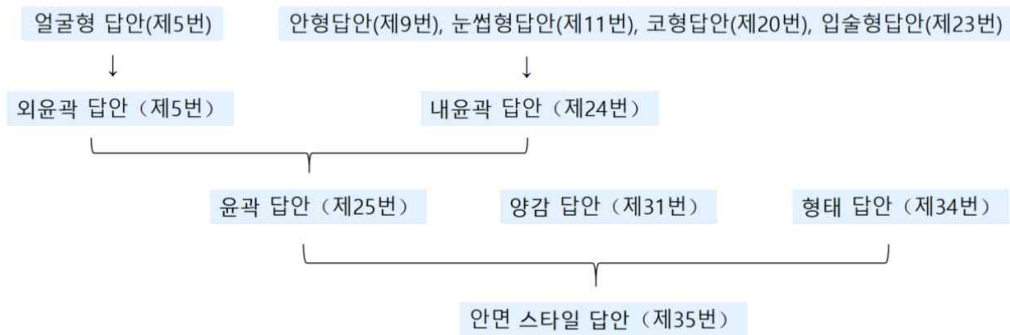 얼굴형 답안(제5번)
안형답안(제9번), 눈썹형답안(제11번), 코형답안(제20번), 입술형답안(제23번)
외윤곽 답안（제5번）
내윤곽 답안（제24번）
윤곽 답안（제25번）
양감 답안（제31번）
형태 답안（제34번）
안면 스타일 답안（제35번）